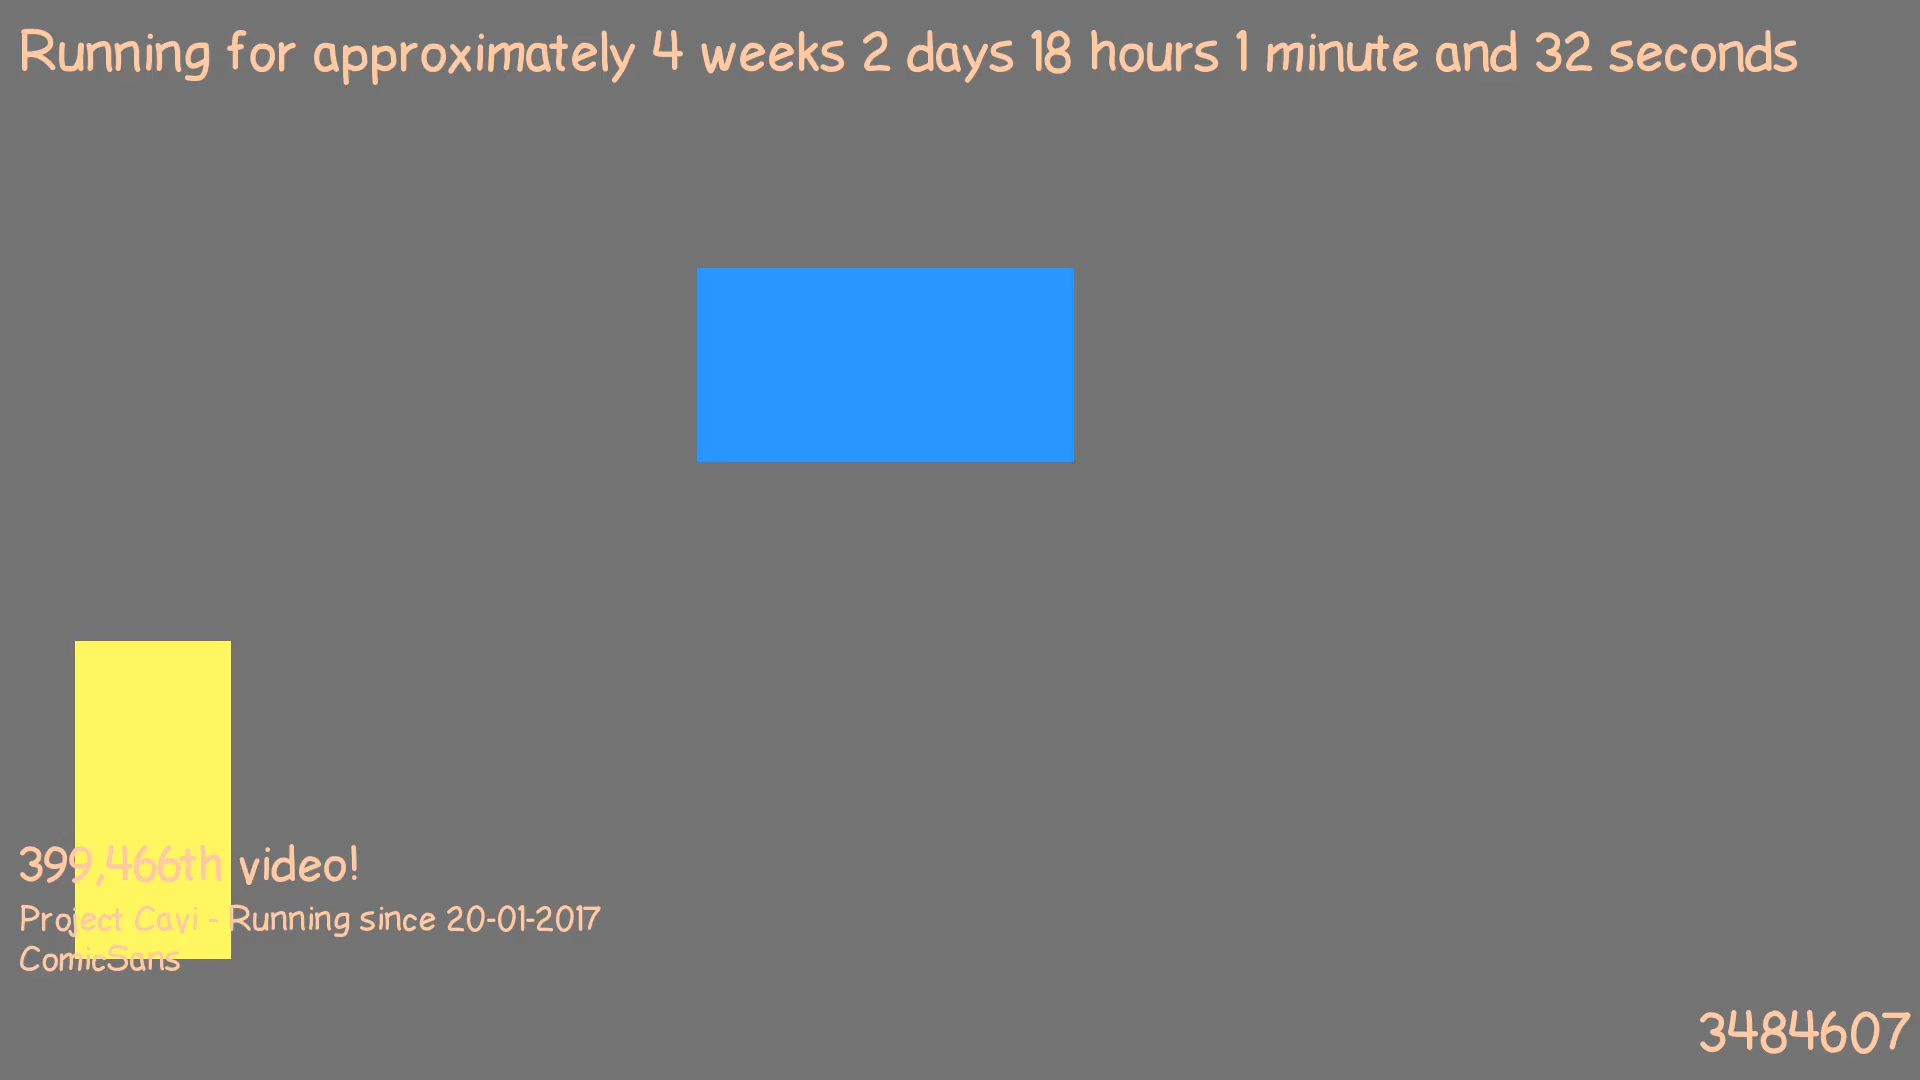 Running for approximately 4 weeks 2 days 18 hours 1 minute and 32 seconds
399,466th video!
Project Cavi - Running since 20-01-2017
ComicSans
3484607